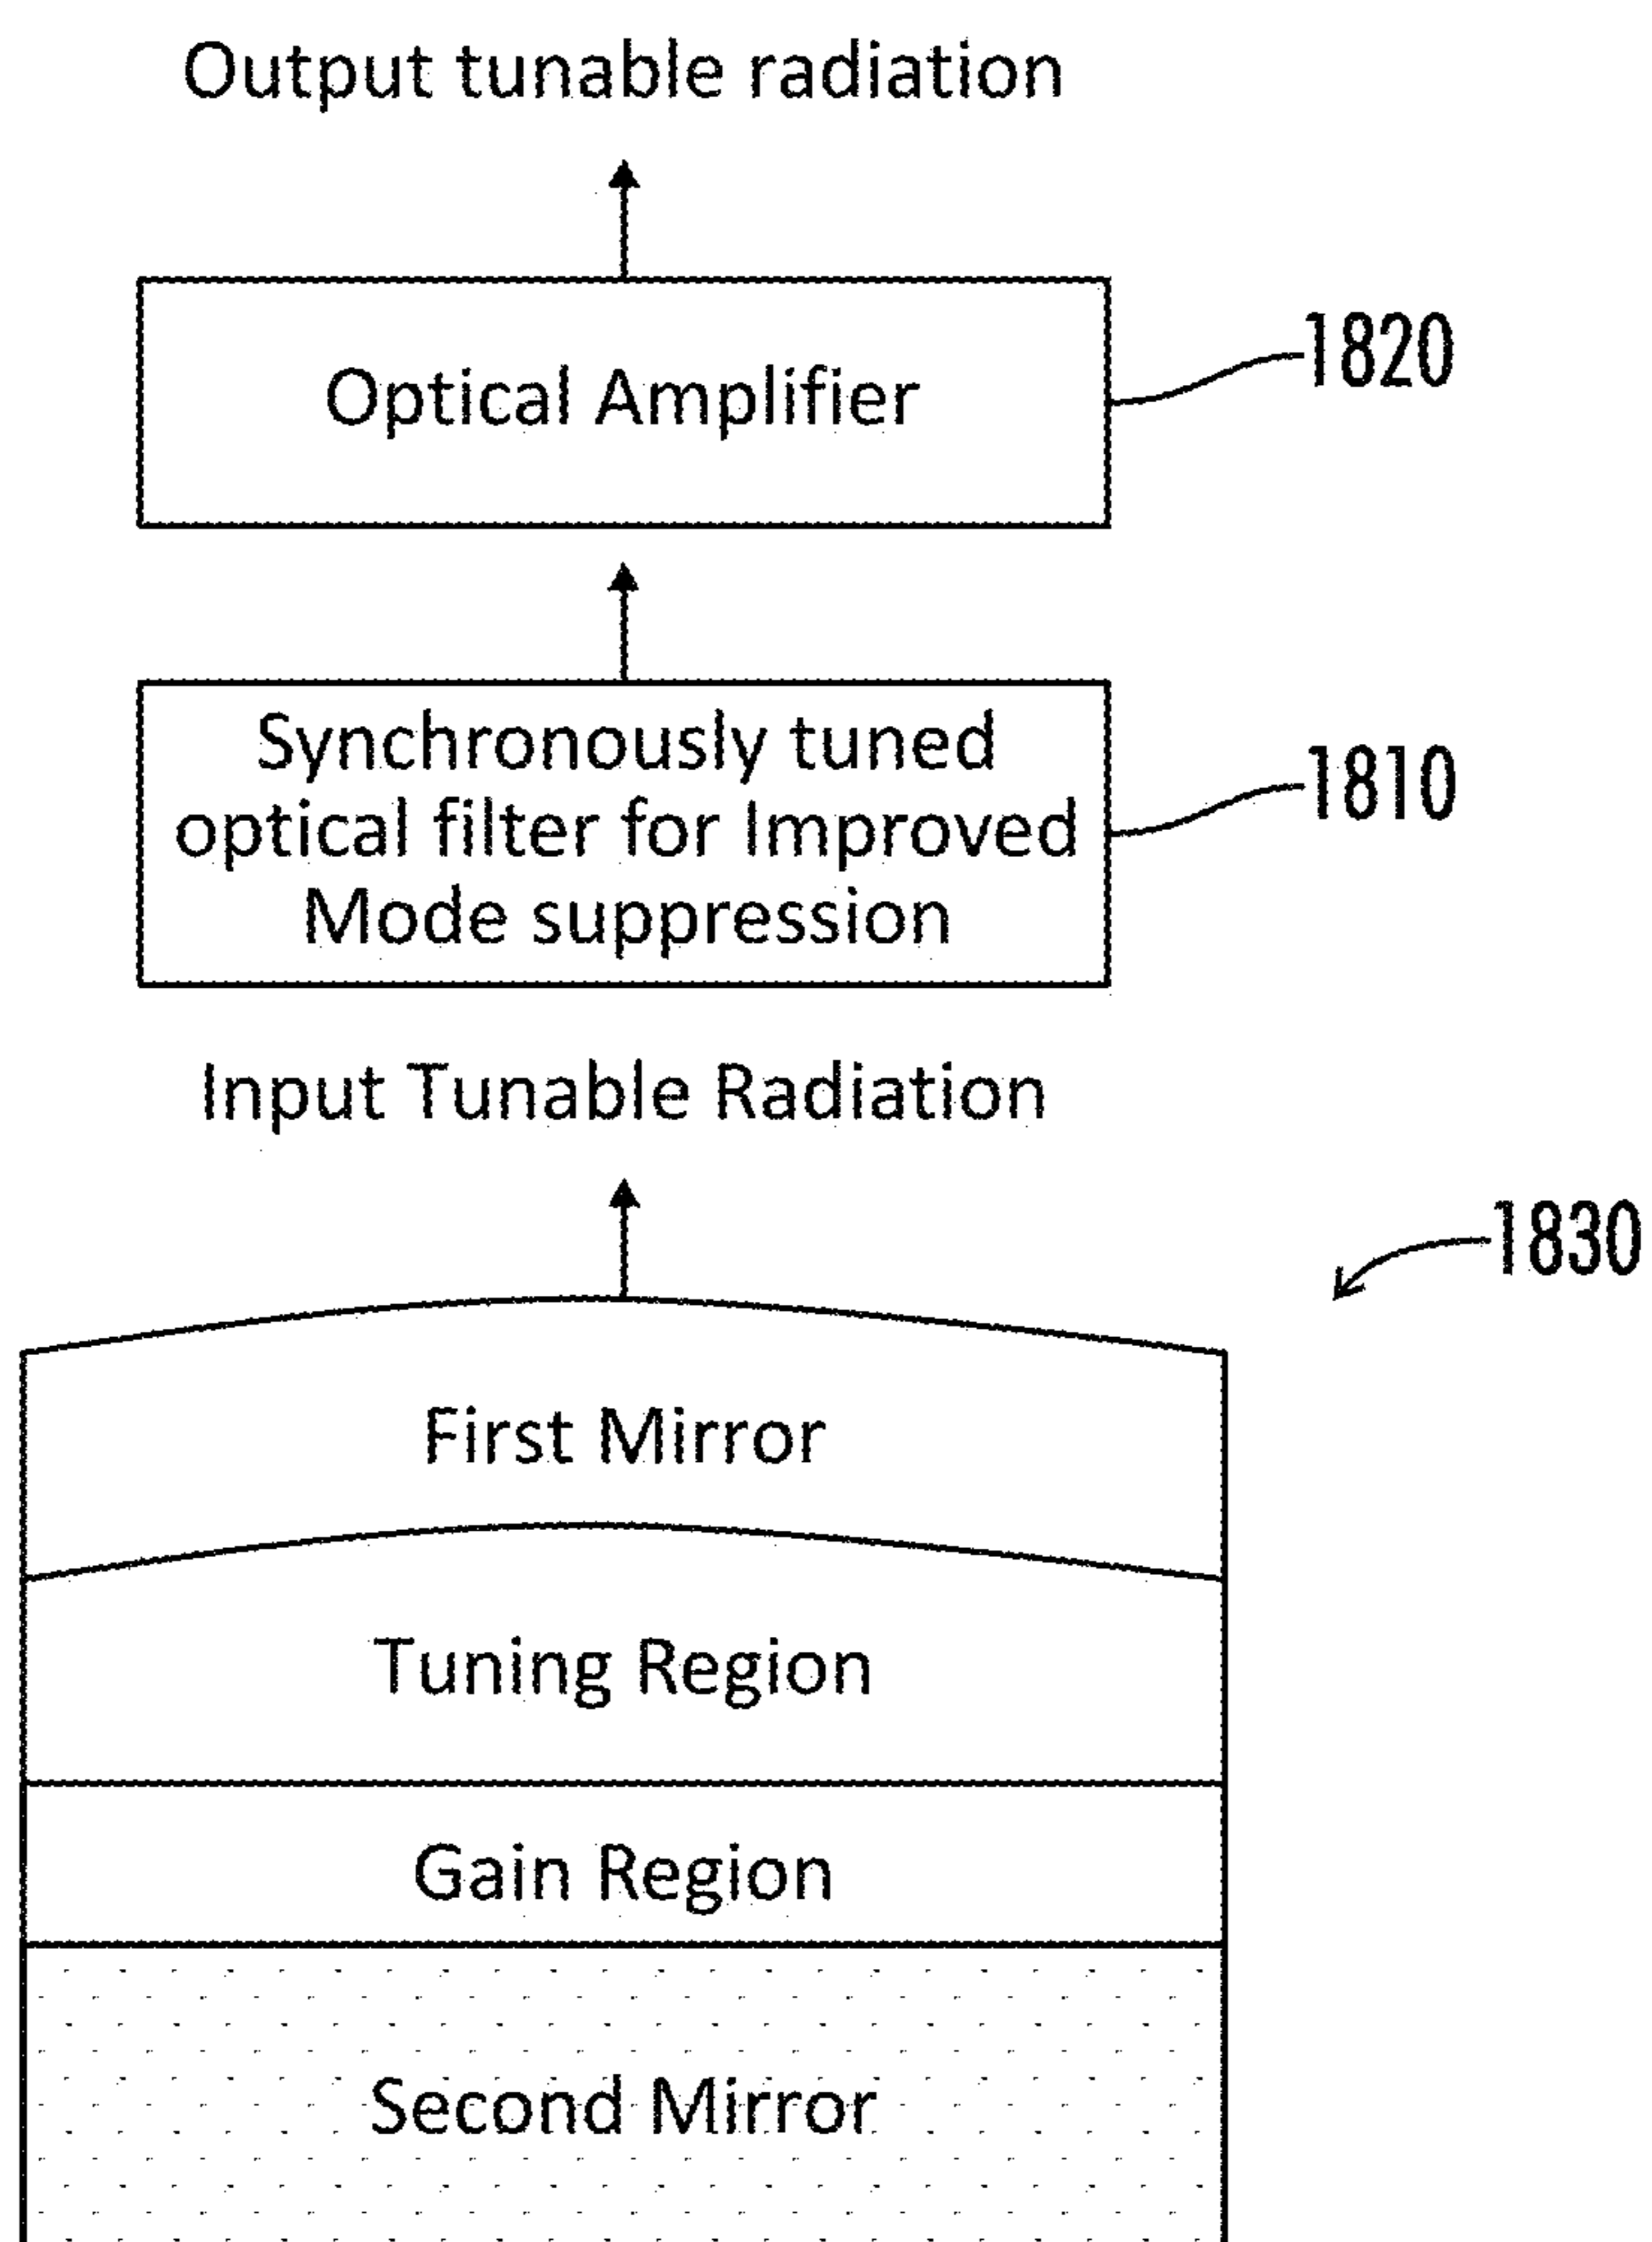 Output tunable radiation
Optical Amplifier
1820
Synchronously tuned
optical filter for Improved
Mode suppression
1810
Input Tunable Radiation
1830
First Mirror
Tuning Region
Gain Region
Second Mirror